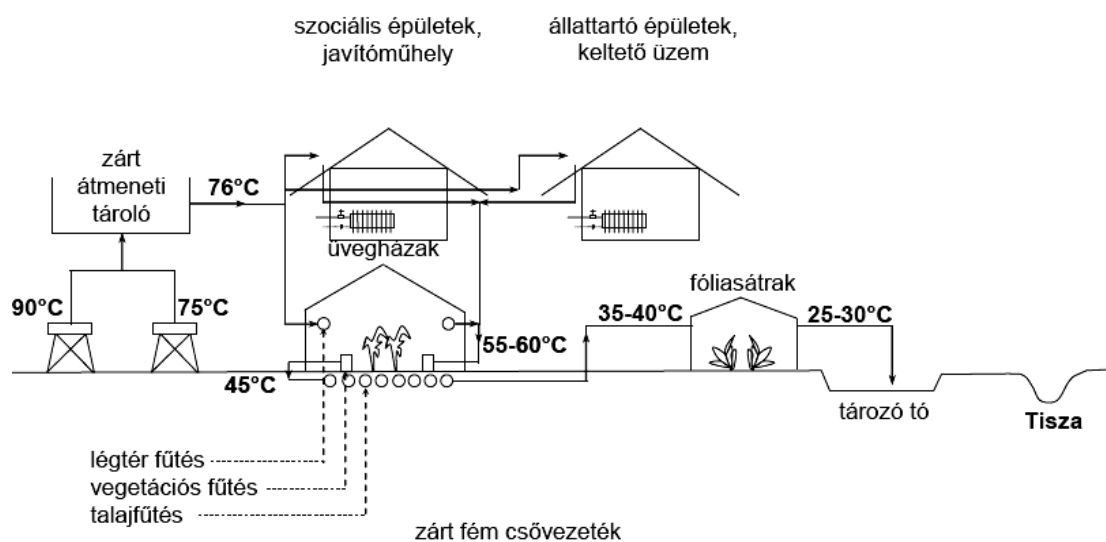 szociális épületek,
javítóműhely
állattartó épületek,
keltető üzem
zárt
átmeneti
tároló
76°C
üvegházak
90°C
75°C
fóliasátrak
35-40°C
25-30°C
55-60°C
45°C
tározó tó
Tisza
légtér fűtés
vegetációs fűtés
talajfűtés
zárt fém csővezeték